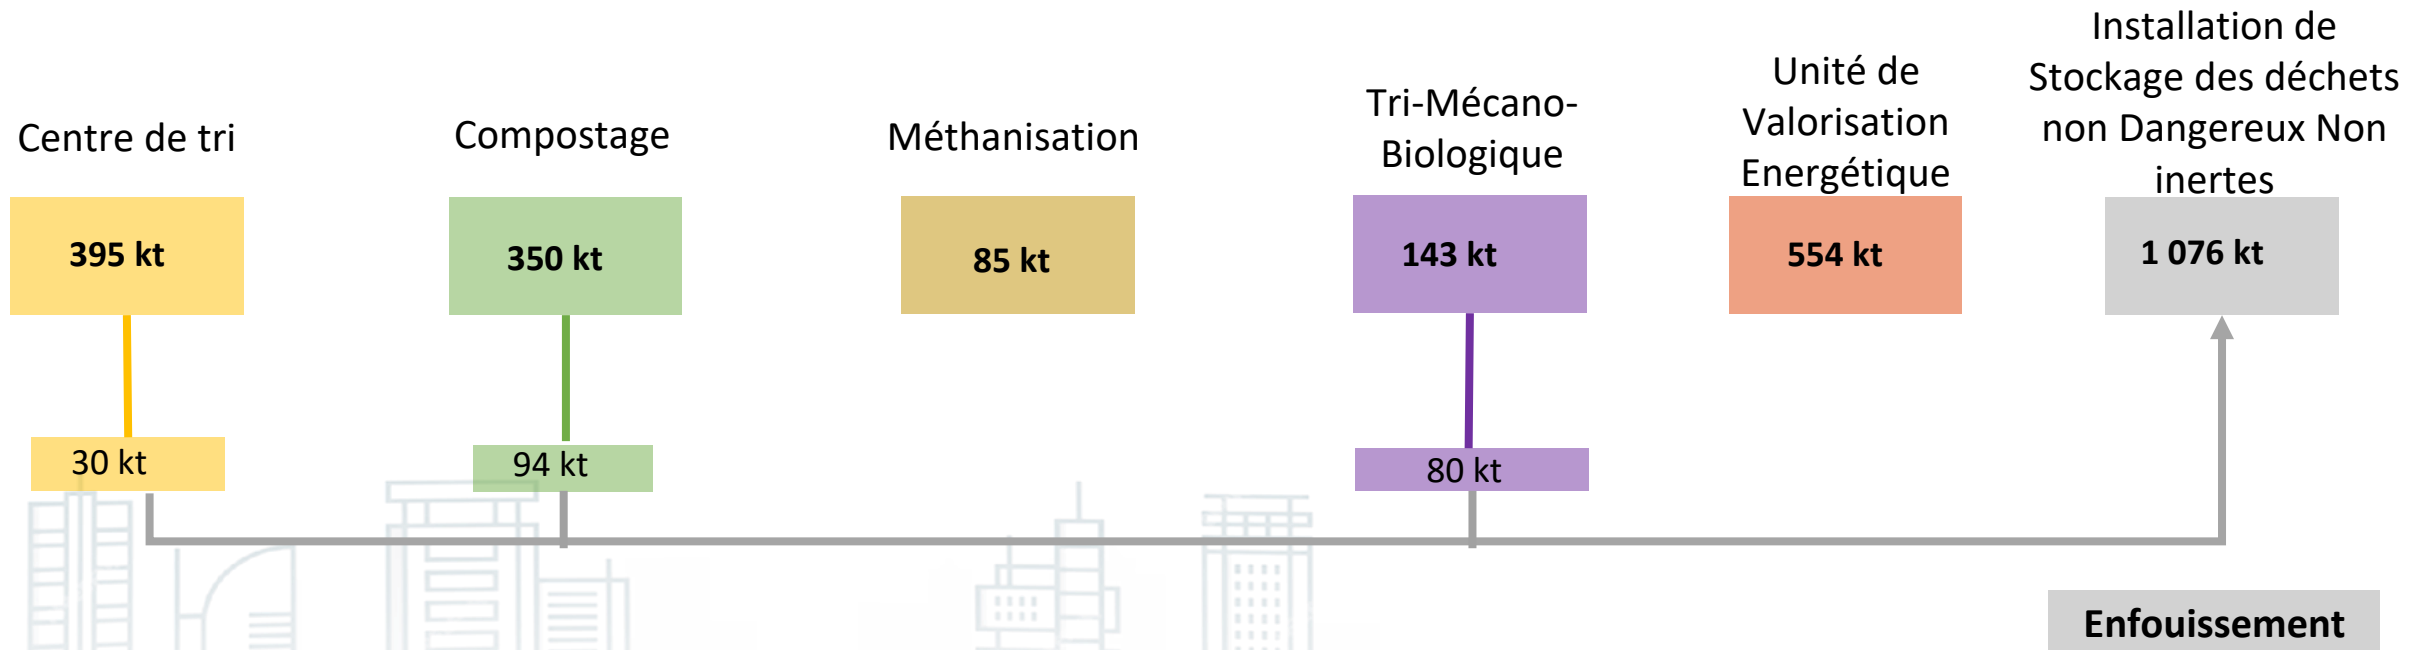 Centre de tri
395 kt
30 kt
Compostage
350 kt
94 kt
Méthanisation
85 kt
Tri-Mécano-
Biologique
143 kt
80 kt
Unité de
Valorisation
Energétique
554 kt
Installation de
Stockage des déchets
non Dangereux Non
inertes
1 076 kt
Enfouissement